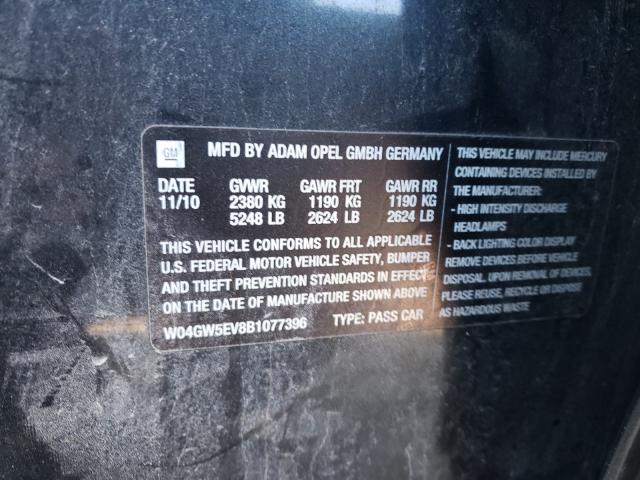 GM MFD BY ADAM OPEL GMBH GERMANY
DATE GVWR GAWR FRT GAWR RR
11/10 2380 KG 1190 KG 1190 KG
5248 LB 2624 LB 2624 LB
THIS VEHICLE CONFORMS TO ALL APPLICABLE
U.S. FEDERAL MOTOR VEHICLE SAFETY, BUMPER
AND THEFT PREVENTION STANDARDS IN EFFECT
ON THE DATE OF MANUFACTURE SHOWN ABOVE
W04GW5EV8B1077396 TYPE: PASS CAR
THIS VEHICLE MAY INCLUDE MERCURY
CONTAINING DEVICES INSTALLED BY
THE MANUFACTURER:
- HIGH INTENSITY DISCHARGE
HEADLAMPS
- BACK LIGHTING COLOR DISPLAY
REMOVE DEVICES BEFORE VEHICLE
DISPOSAL. UPON REMOVAL OF DEVICES,
PLEASE REUSE, RECYCLE OR DISPOSE
AS HAZARDOUS WASTE